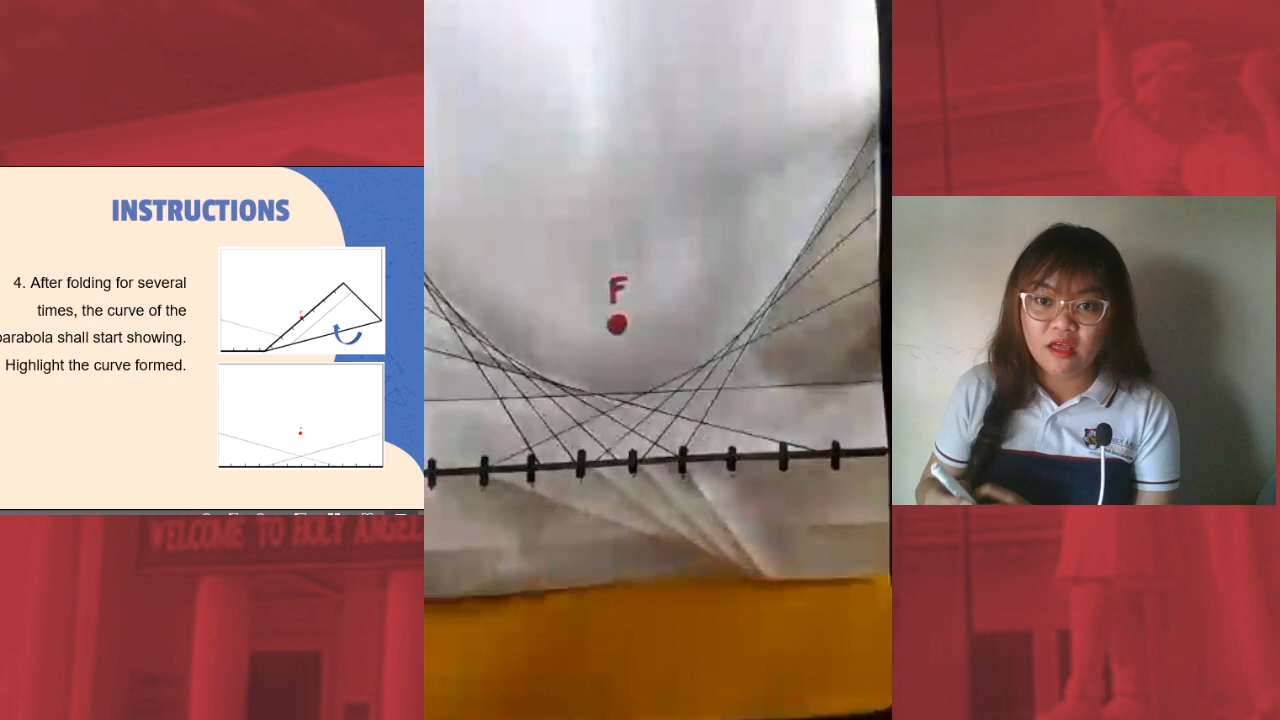 INSTRUCTIONS
4. After folding for several
times, the curve of the
parabola shall start showing.
Highlight the curve formed.
F
WELCOME TO HOLY ANGEL